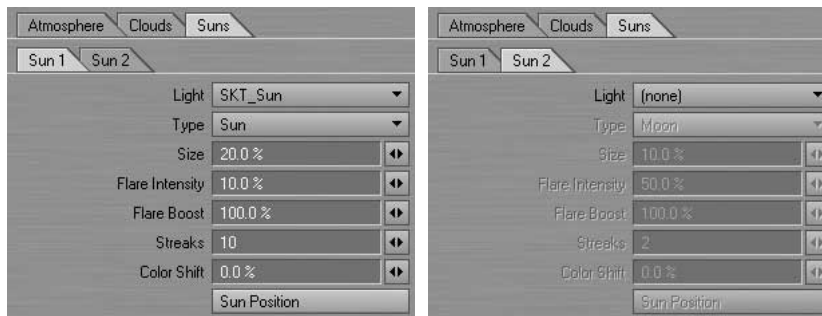 Atmosphere Clouds Suns
Sun 1 Sun 2
Light SKT_Sun
Type Sun
Size 20.0 %
Flare Intensity 10.0 %
Flare Boost 100.0 %
Streaks 10
Color Shift 0.0 %
Sun Position
Atmosphere Clouds Suns
Sun 1 Sun 2
Light (none)
Type Moon
Size 10.0 %
Flare Intensity 50.0 %
Flare Boost 100.0 %
Streaks 2
Color Shift 0.0 %
Sun Position